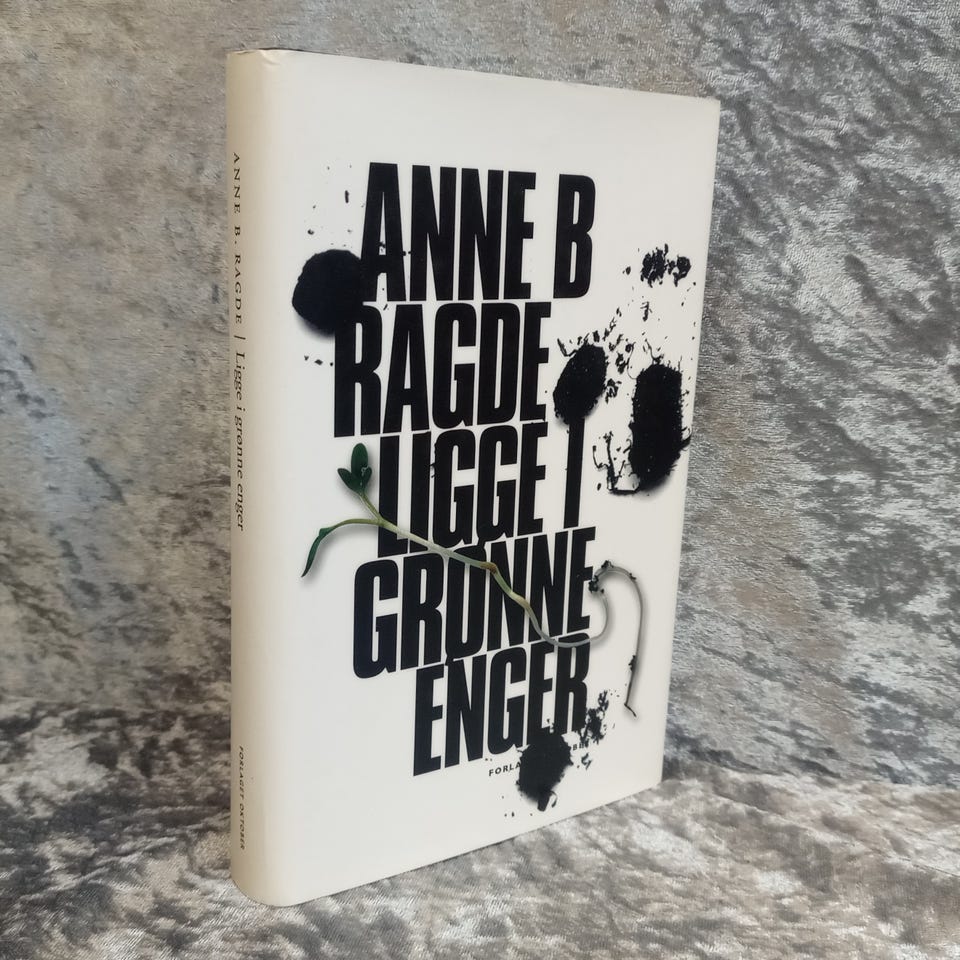 ANNE B. RAGDE | Ligge i grønne enger
FORLAGET OKTOBER
ANNE B
RAGDE
LIGGE I
GRØNNE
ENGER